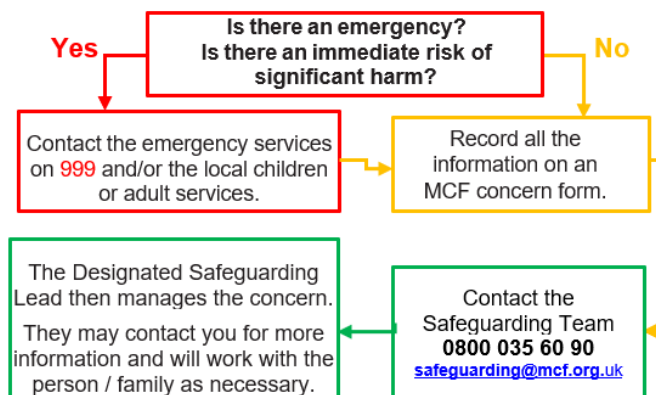 Is there an emergency?
Is there an immediate risk of
significant harm?
Yes
No
Contact the emergency services
on 999 and/or the local children
or adult services.
Record all the
information on an
MCF concern form.
Contact the
Safeguarding Team
0800 035 60 90
safeguarding@mcf.org.uk
The Designated Safeguarding
Lead then manages the concern.
They may contact you for more
information and will work with the
person / family as necessary.